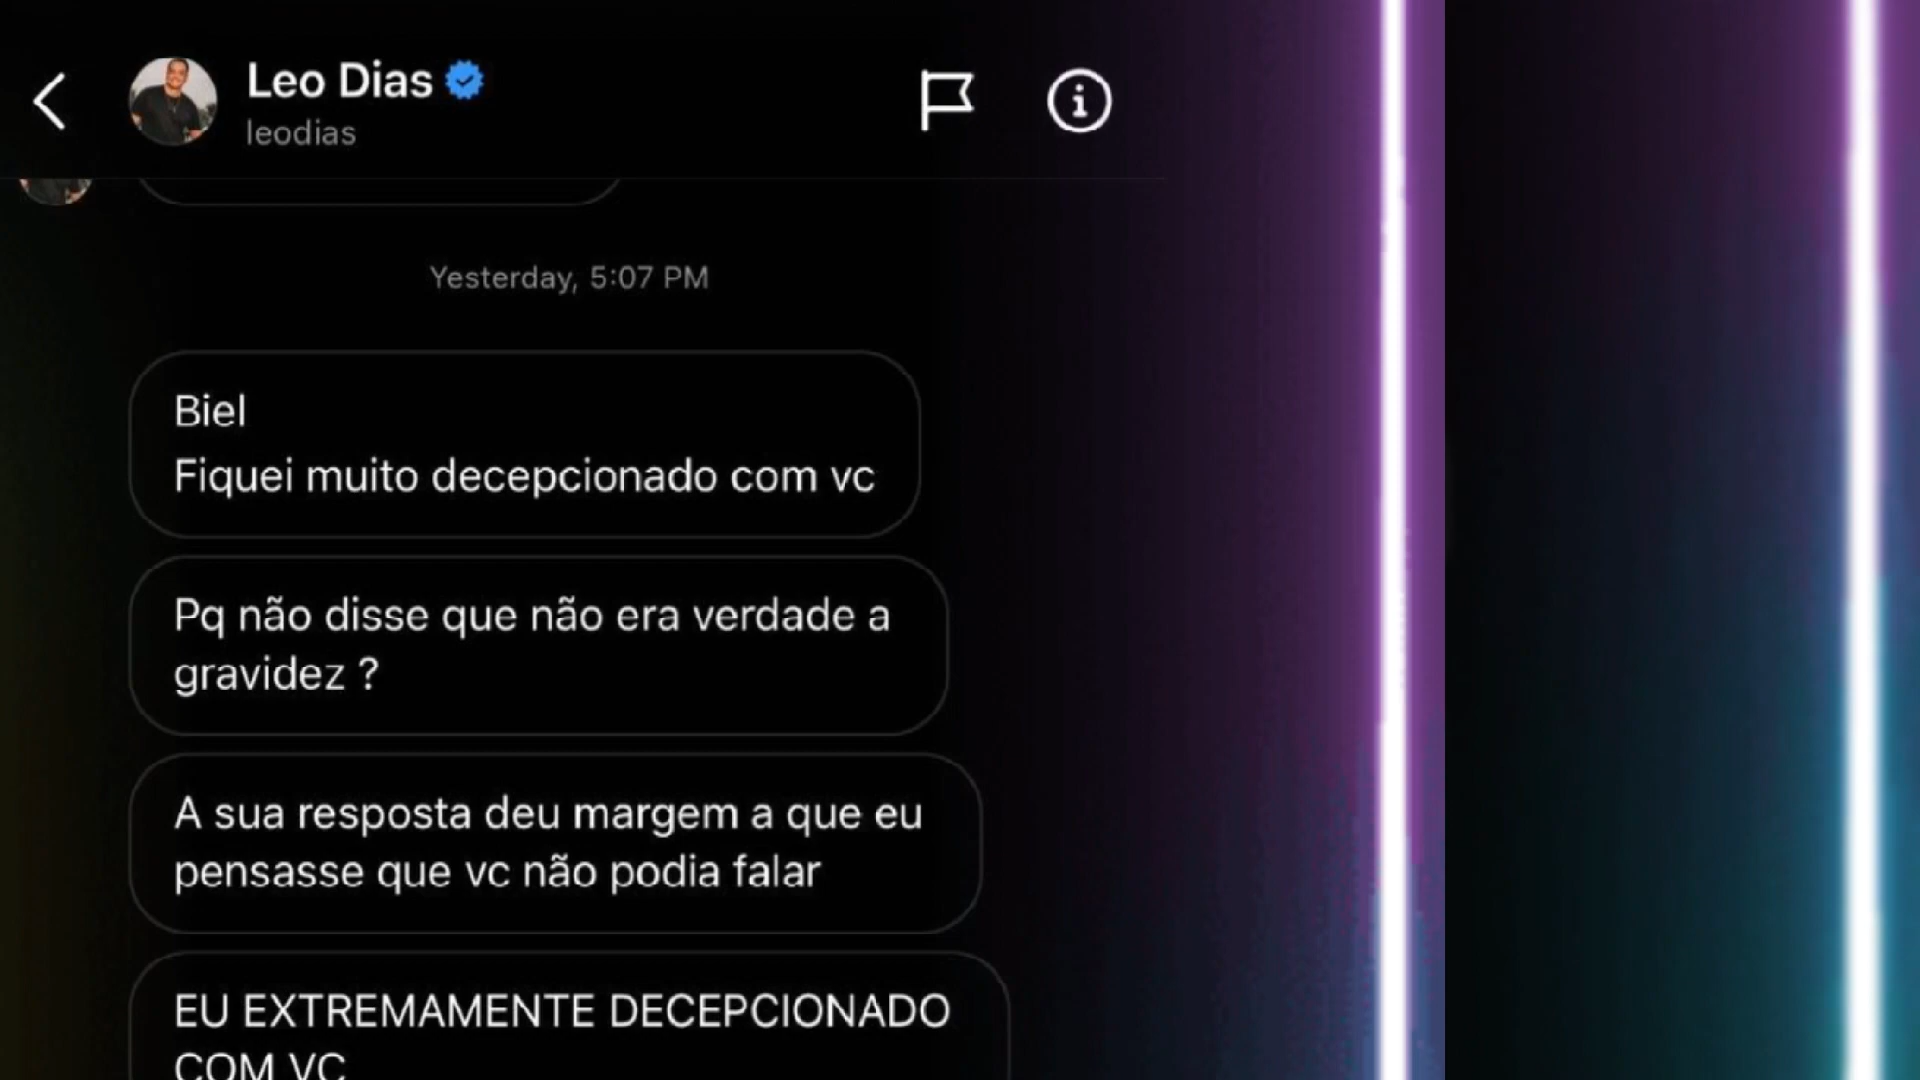 Leo Dias
leodias
Yesterday, 5:07 PM
Biel
Fiquei muito decepcionado com vc
Pq não disse que não era verdade a
gravidez ?
A sua resposta deu margem a que eu
pensasse que vc não podia falar
EU EXTREMAMENTE DECEPCIONADO
COM VC